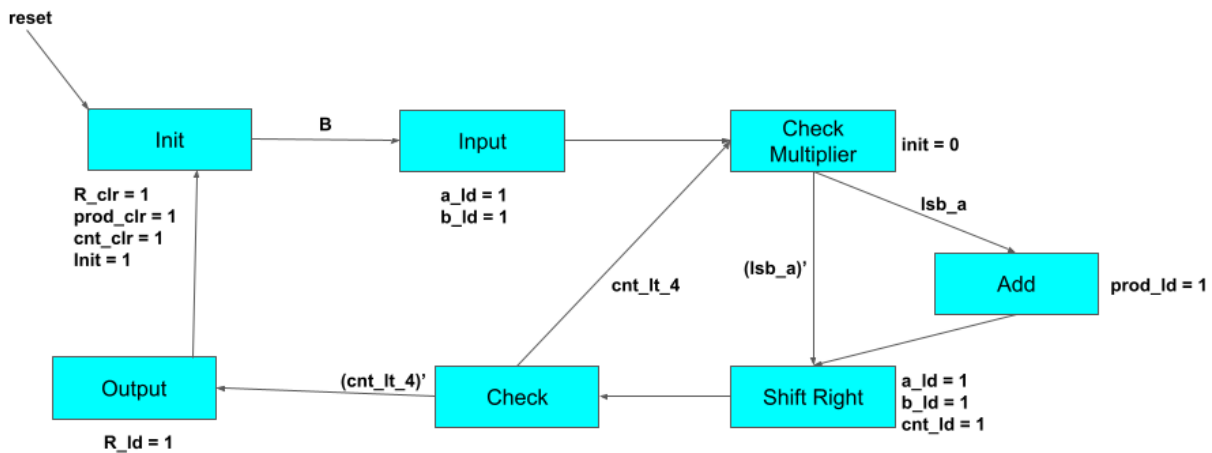 reset
Init
B
Input
Check
Multiplier
init = 0
R_clr = 1
prod_clr = 1
cnt_clr = 1
Init = 1
a_ld = 1
b_ld = 1
lsb_a
(lsb_a)’
cnt_lt_4
Add
prod_ld = 1
Output
(cnt_lt_4)’
Check
Shift Right
a_ld = 1
b_ld = 1
cnt_ld = 1
R_ld = 1